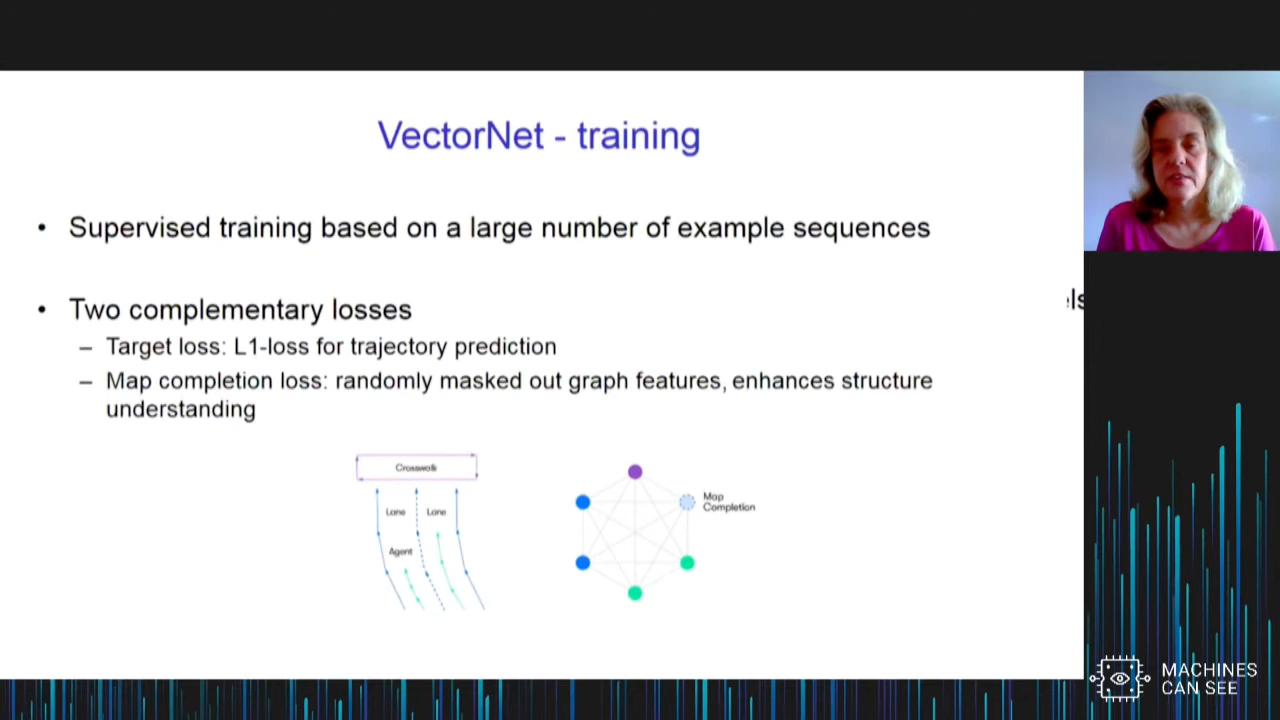 VectorNet - training
• Supervised training based on a large number of example sequences
• Two complementary losses
– Target loss: L1-loss for trajectory prediction
– Map completion loss: randomly masked out graph features, enhances structure
understanding
Crosswalk
Lane
Lane
Agent
Map
Completion
MACHINES
CAN SEE